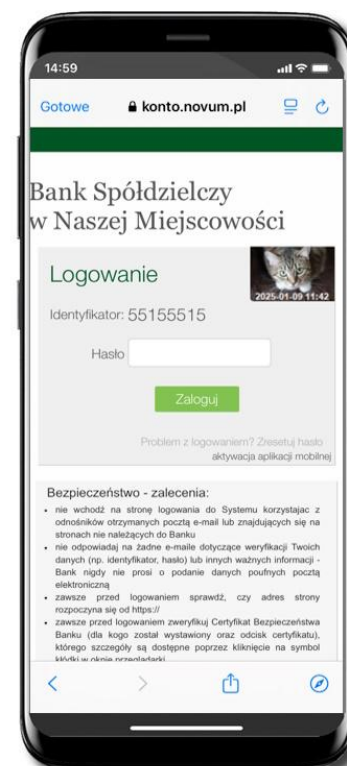 14:59
Gotowe konto.novum.pl
Bank Spółdzielczy
w Naszej Miejscowości
Logowanie
2025-01-09 11:42
Identyfikator: 55155515
Hasło
Zaloguj
Problem z logowaniem? Zresetuj hasło
aktywacja aplikacji mobilnej
Bezpieczeństwo - zalecenia:
• nie wchodź na stronę logowania do Systemu korzystając z
odnośników otrzymanych pocztą e-mail lub znajdujących się na
stronach nie należących do Banku
• nie odpowiadaj na żadne e-maile dotyczące weryfikacji Twoich
danych (np. identyfikator, hasło) lub innych ważnych informacji -
Bank nigdy nie prosi o podanie danych poufnych pocztą
elektroniczną
• zawsze przed logowaniem sprawdź, czy adres strony
rozpoczyna się od https://
• zawsze przed logowaniem zweryfikuj Certyfikat Bezpieczeństwa
Banku (dla kogo został wystawiony oraz odcisk certyfikatu),
którego szczegóły są dostępne poprzez kliknięcie na symbol
kłódki w oknie przeglądarki